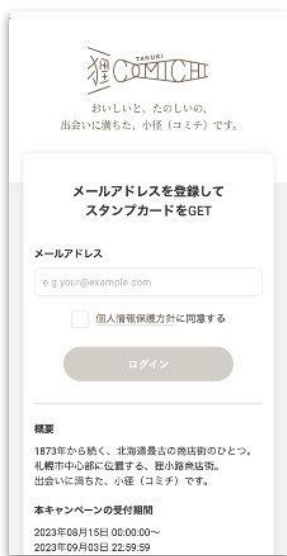 狸 COMICHI
TANUKI
おいしいと、たのしいの、
出会いに満ちた、小径（コミチ）です。
メールアドレスを登録して
スタンプカードをGET
メールアドレス
e.g.your@example.com
個人情報保護方針に同意する
ログイン
概要
1873年から続く、北海道最古の商店街のひとつ。
札幌市中心部に位置する、狸小路商店街。
出会いに満ちた、小径（コミチ）です。
本キャンペーンの受付期間
2023年08月15日 00:00:00～
2023年09月03日 22:59:59